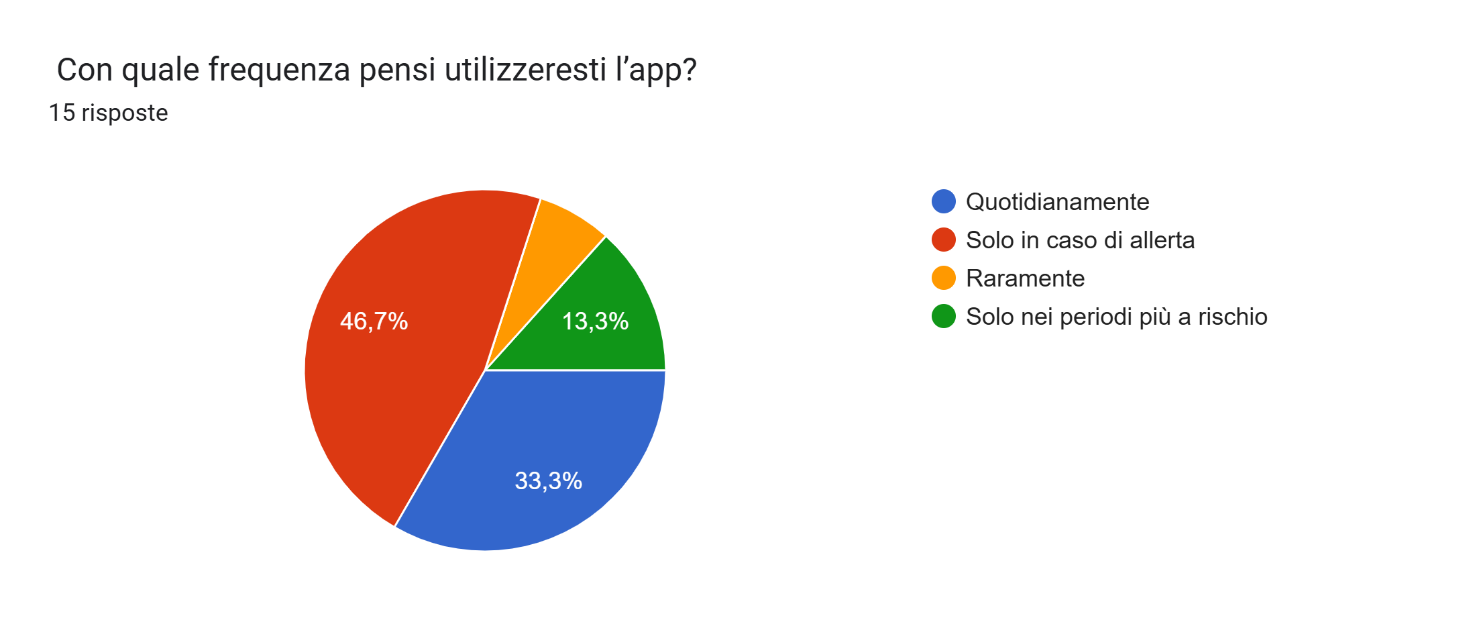 Con quale frequenza pensi utilizzeresti l’app?
15 risposte
Quotidianamente
Solo in caso di allerta
Raramente
Solo nei periodi più a rischio
46,7%
13,3%
33,3%